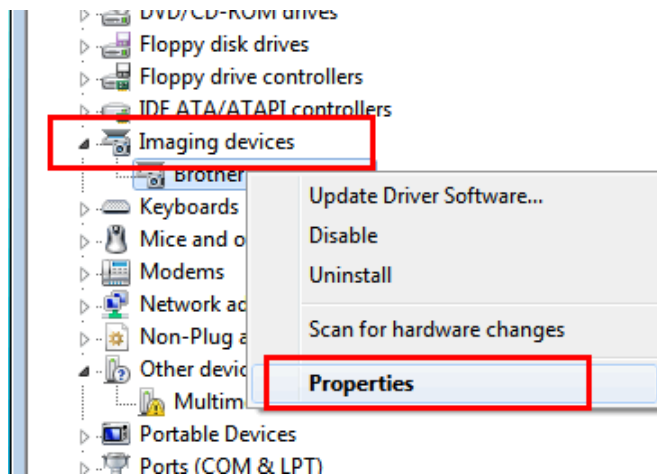 DVD/CD-ROM drives
Floppy disk drives
Floppy drive controllers
IDE ATA/ATAPI controllers
Imaging devices
Brother
Keyboards
Mice and o
Modems
Network ad
Non-Plug a
Other devic
Multim
Portable Devices
Ports (COM & LPT)
Update Driver Software...
Disable
Uninstall
Scan for hardware changes
Properties